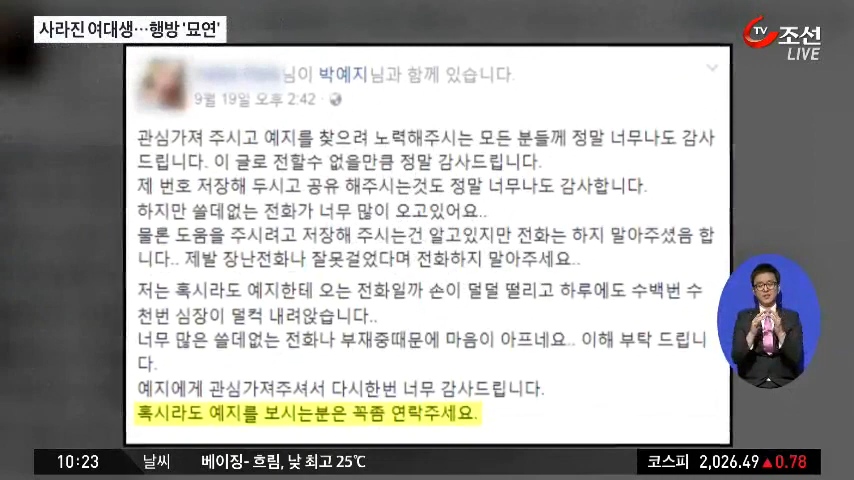 사라진 여대생…행방 '묘연'
TV조선
LIVE
님이 박예지님과 함께 있습니다.
9월 19일 오후 2:42 ·
관심가져 주시고 예지를 찾으려 노력해주시는 모든 분들께 정말 너무나도 감사
드립니다. 이 글로 전할수 없을만큼 정말 감사드립니다.
제 번호 저장해 두시고 공유 해주시는것도 정말 너무나도 감사합니다.
하지만 쓸데없는 전화가 너무 많이 오고있어요..
물론 도움을 주시려고 저장해 주시는건 알고있지만 전화는 하지 말아주셨음 합
니다.. 제발 장난전화나 잘못걸었다며 전화하지 말아주세요..
저는 혹시라도 예지한테 오는 전화일까 손이 덜덜 떨리고 하루에도 수백번 수
천번 심장이 덜컥 내려앉습니다..
너무 많은 쓸데없는 전화나 부재중때문에 마음이 아프네요.. 이해 부탁 드립니
다.
예지에게 관심가져주셔서 다시한번 너무 감사드립니다.
혹시라도 예지를 보시는분은 꼭좀 연락주세요.
10:23 날씨 베이징- 흐림, 낮 최고 25℃ 코스피 2,026.49 ▲0.78